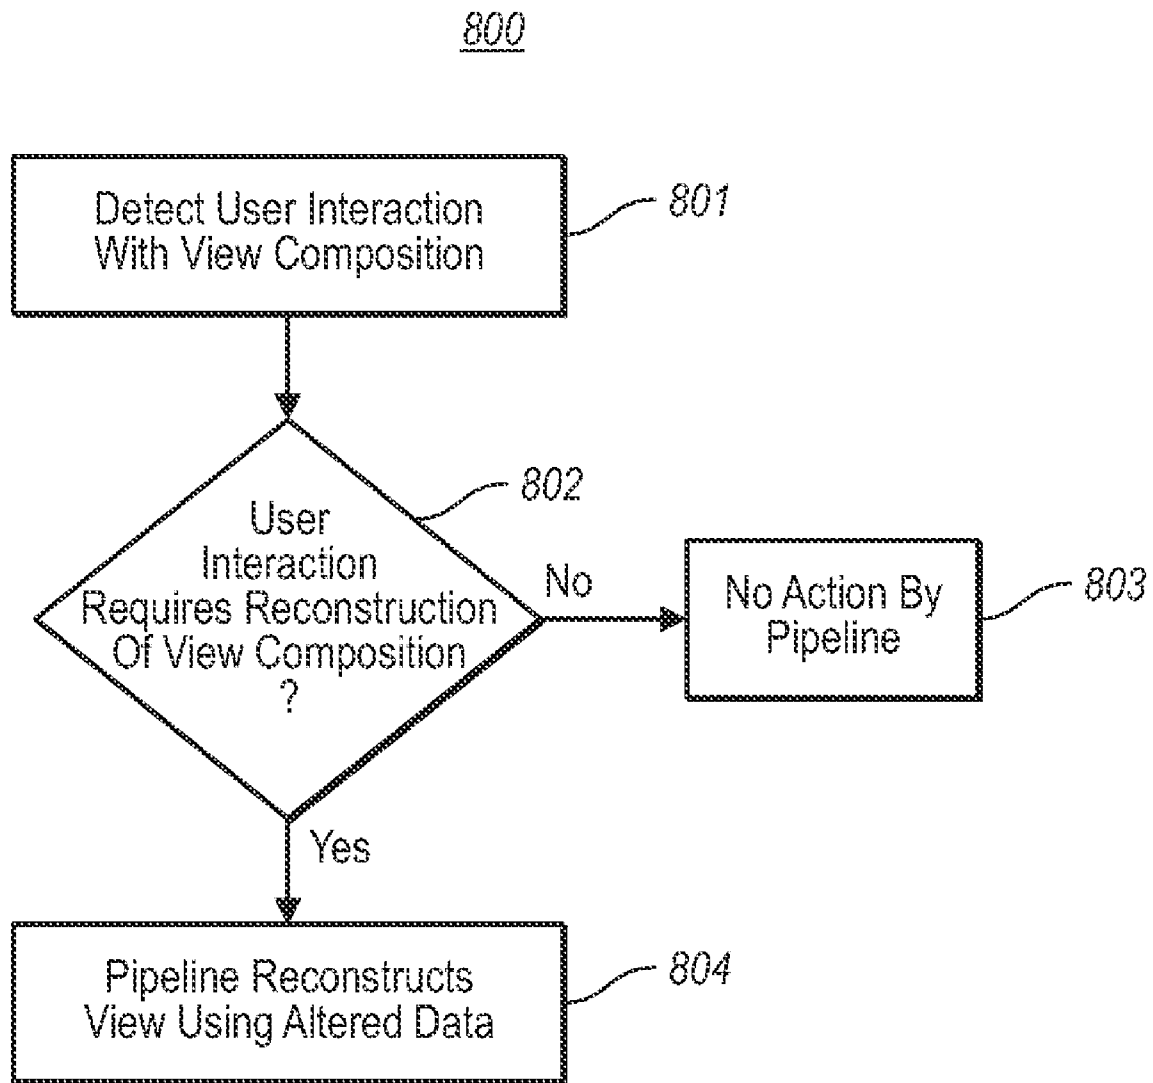 800
Detect User Interaction
With View Composition
801
User
Interaction
Requires Reconstruction
Of View Composition
?
802
No
No Action By
Pipeline
803
Yes
Pipeline Reconstructs
View Using Altered Data
804